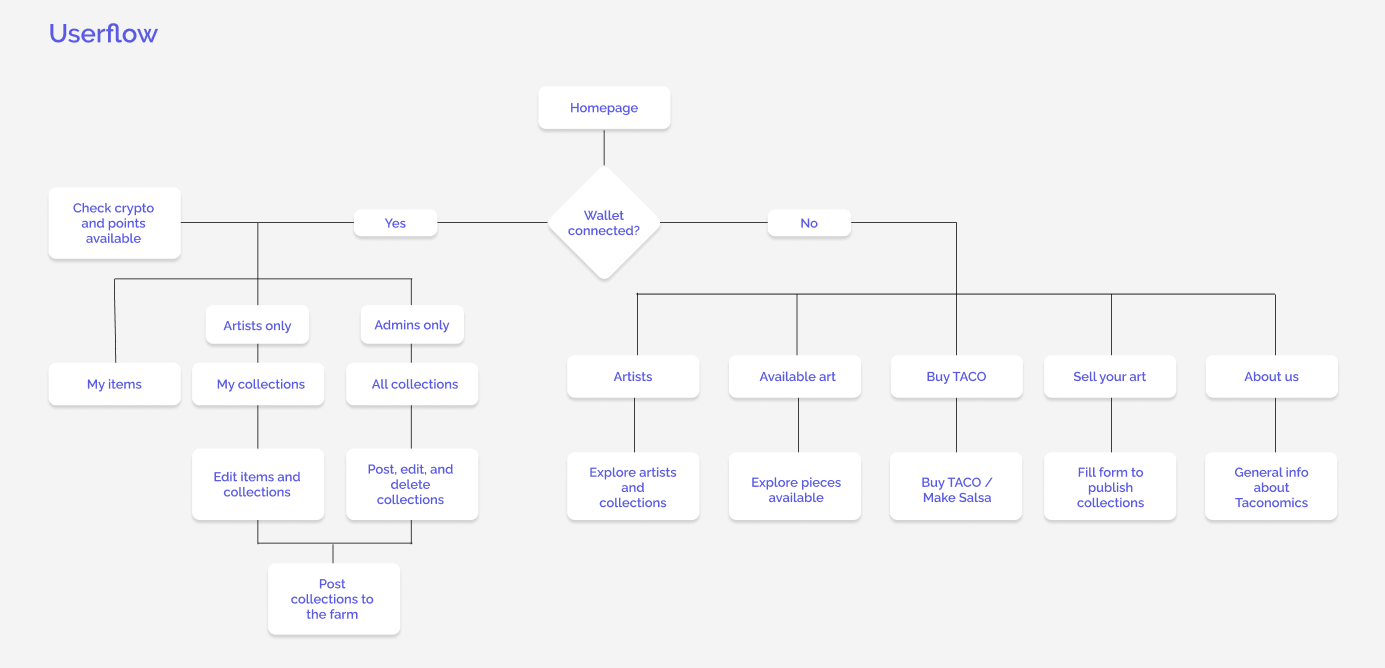 Userflow
Homepage
Wallet
connected?
Yes
No
Check crypto
and points
available
Artists only
Admins only
My items
My collections
All collections
Edit items and
collections
Post, edit, and
delete
collections
Post
collections to
the farm
Artists
Available art
Buy TACO
Sell your art
About us
Explore artists
and
collections
Explore pieces
available
Buy TACO /
Make Salsa
Fill form to
publish
collections
General info
about
Taconomics